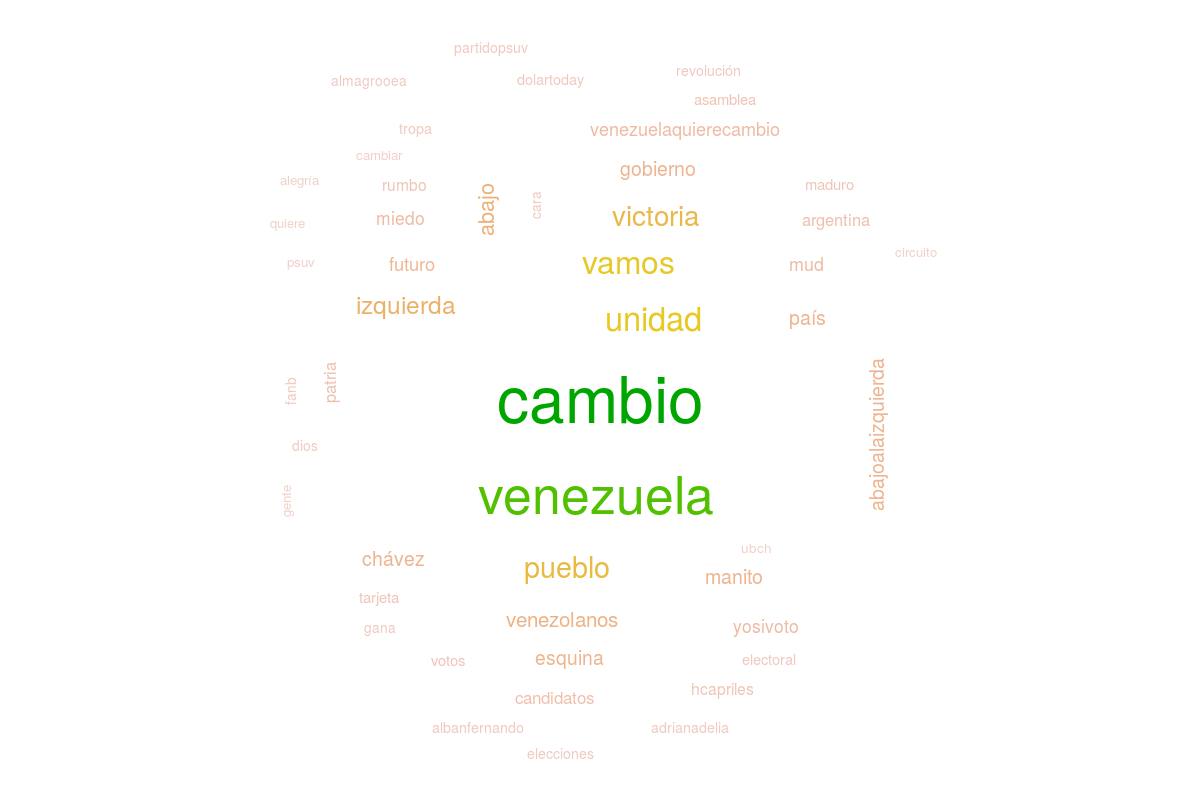 partidopsuv
revolución
almagrooea
dolartoday
asamblea
tropa
venezuelaquierecambio
cambiar
gobierno
alegría
rumbo
abajo
cara
maduro
quiere
miedo
victoria
argentina
psuv
futuro
vamos
mud
circuito
izquierda
unidad
país
fanb
patria
cambio
abajoalaizquierda
dios
gente
venezuela
chávez
pueblo
ubch
manito
tarjeta
gana
venezolanos
yosivoto
votos
esquina
electoral
candidatos
hcapriles
albanfernando
adrianadelia
elecciones